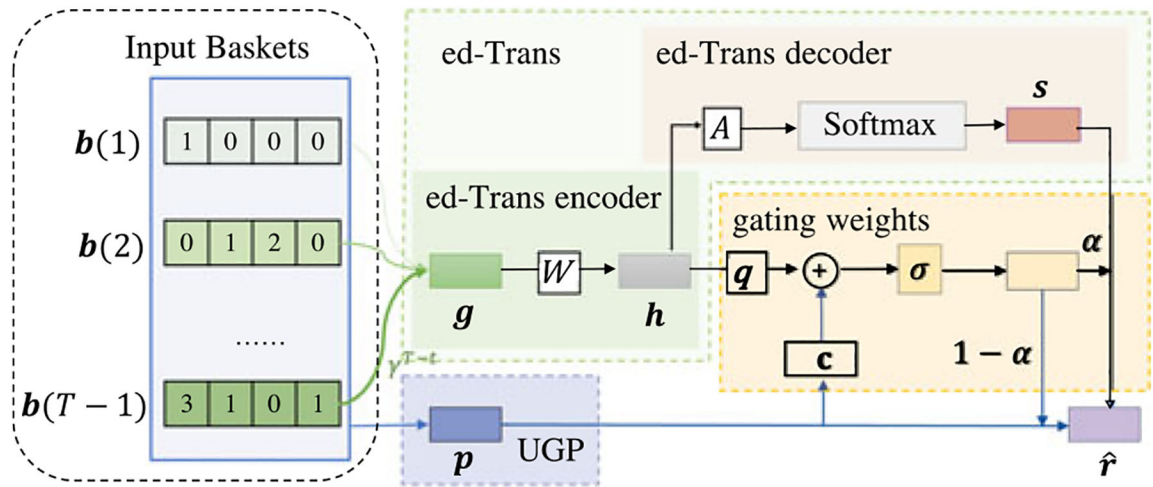 Input Baskets
b(1)
1 0 0 0
b(2)
0 1 2 0
......
b(T − 1)
3 1 0 1
γ^{T−t}
ed-Trans
ed-Trans decoder
A
Softmax
s
ed-Trans encoder
g
W
h
gating weights
q
+
σ
α
c
1 − α
p
UGP
r̂